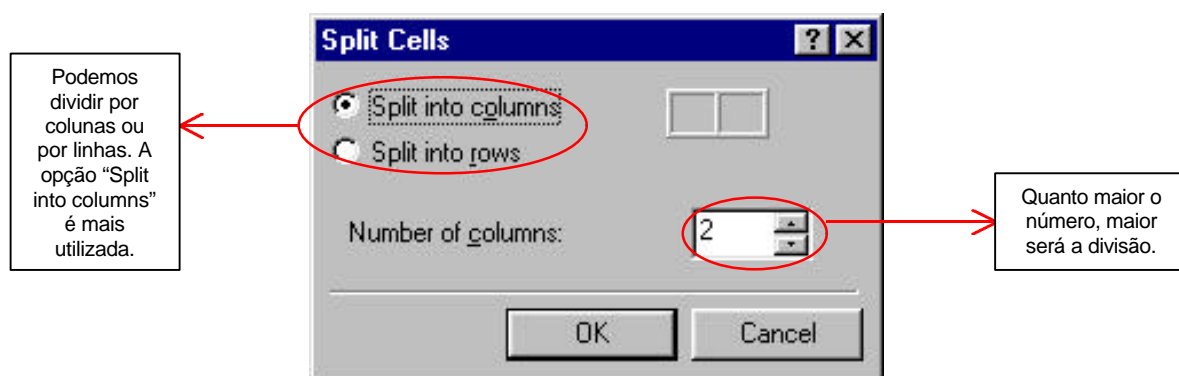 Split Cells
Podemos
dividir por
colunas ou
por linhas. A
opção “Split
into columns”
é mais
utilizada.
Split into columns
Split into rows
Number of columns:
2
Quanto maior o
número, maior
será a divisão.
OK
Cancel